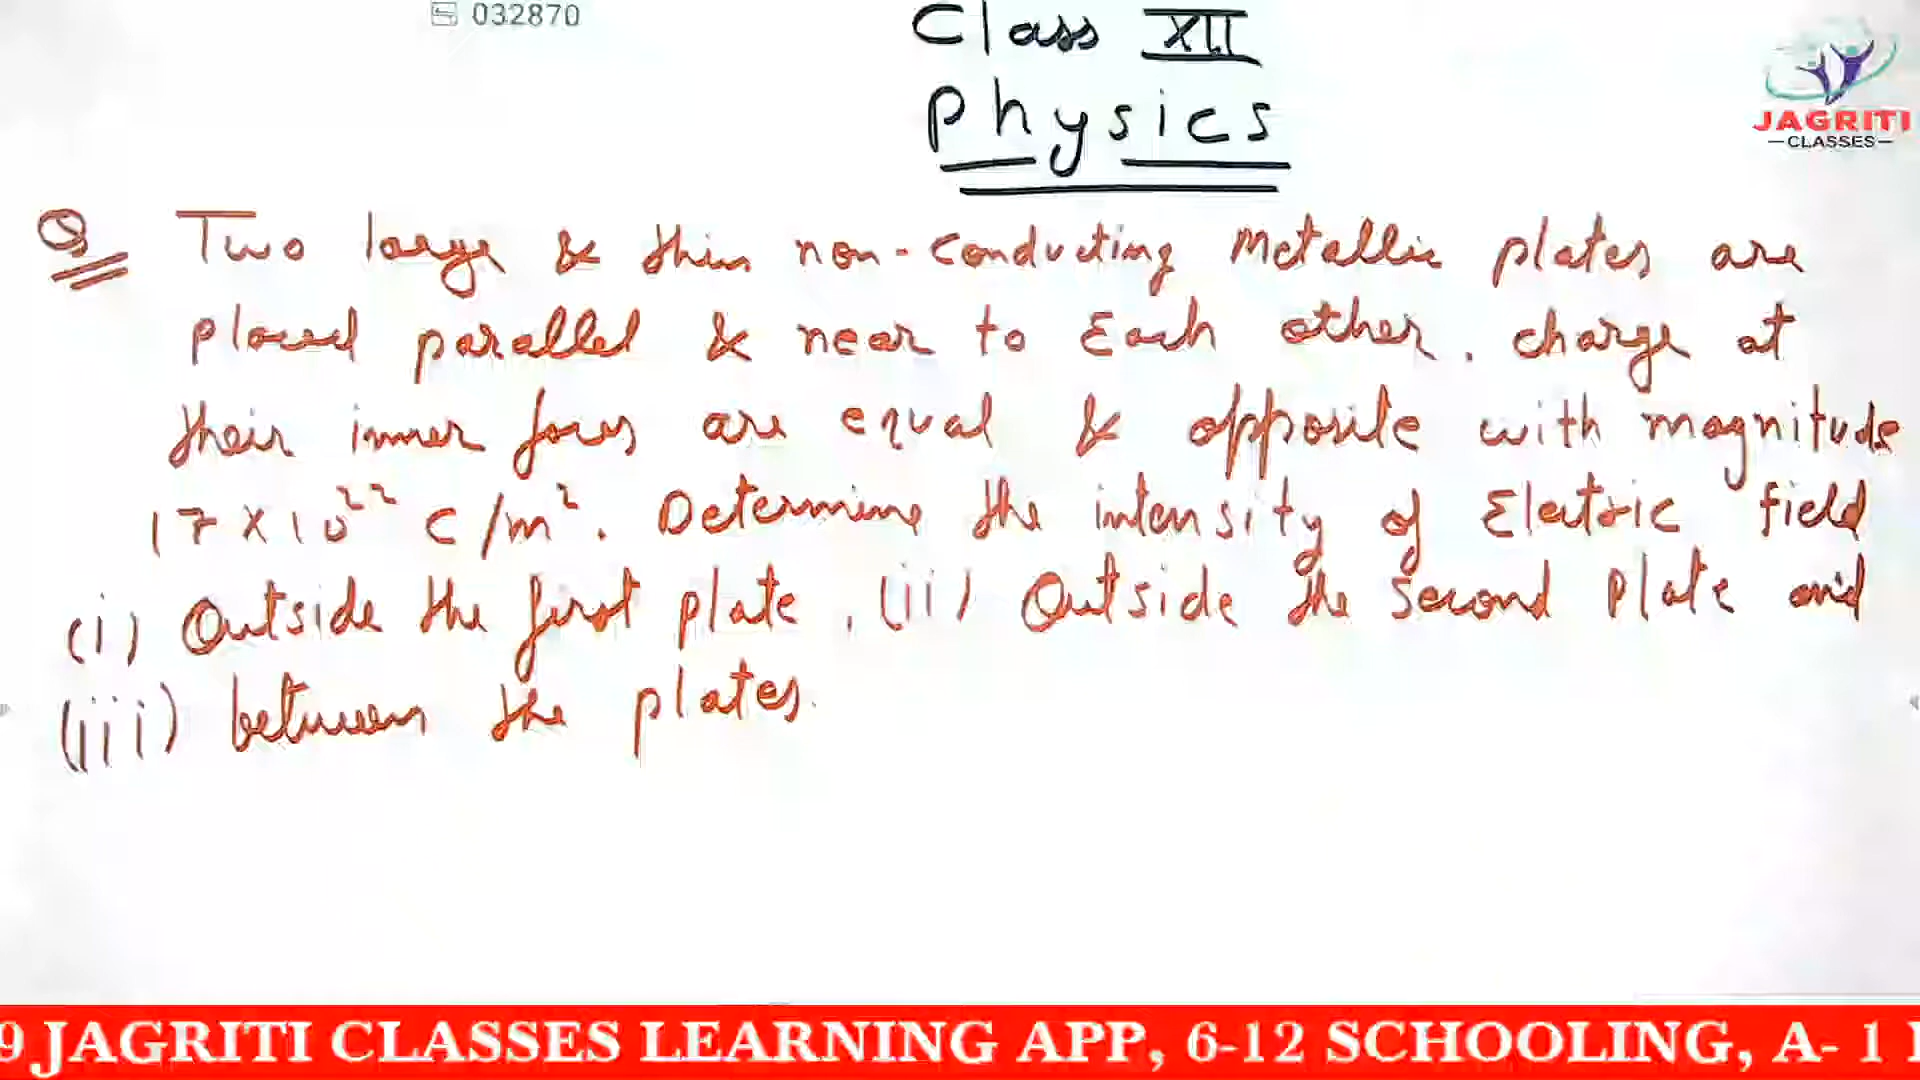 032870
Class XII
Physics
JAGRITI
CLASSES
Q Two large & thin non-conducting Metallic plates are
placed parallel & near to Each other. charge at
their inner faces are equal & opposite with magnitude
17 X 10²² C/m². Determine the intensity of Electric field
(i) Outside the first plate, (ii) Outside the second plate and
(iii) between the plates.
9 JAGRITI CLASSES LEARNING APP, 6-12 SCHOOLING, A- 1